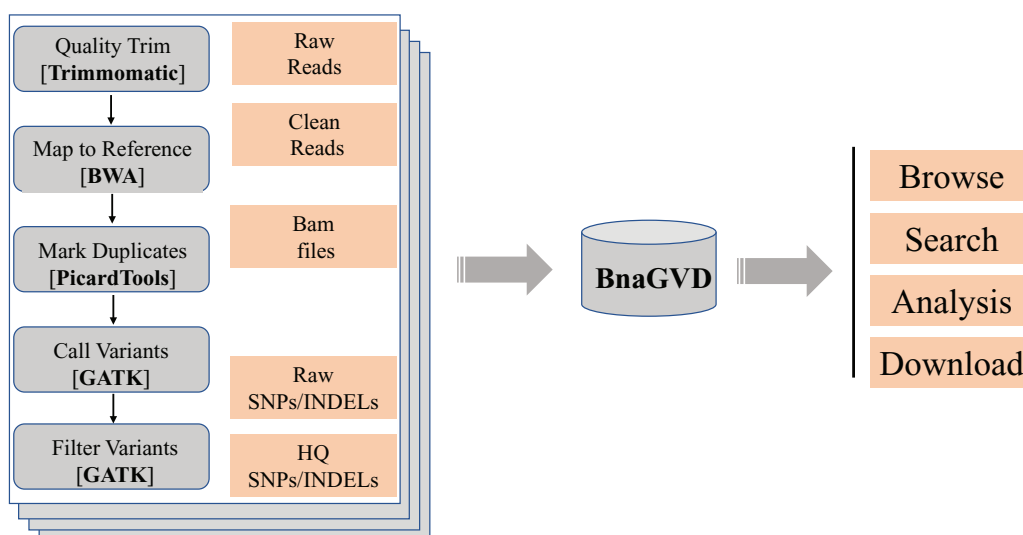 Quality Trim
[Trimmomatic]
Raw
Reads
Map to Reference
[BWA]
Clean
Reads
Mark Duplicates
[PicardTools]
Bam
files
Call Variants
[GATK]
Raw
SNPs/INDELs
Filter Variants
[GATK]
HQ
SNPs/INDELs
BnaGVD
Browse
Search
Analysis
Download